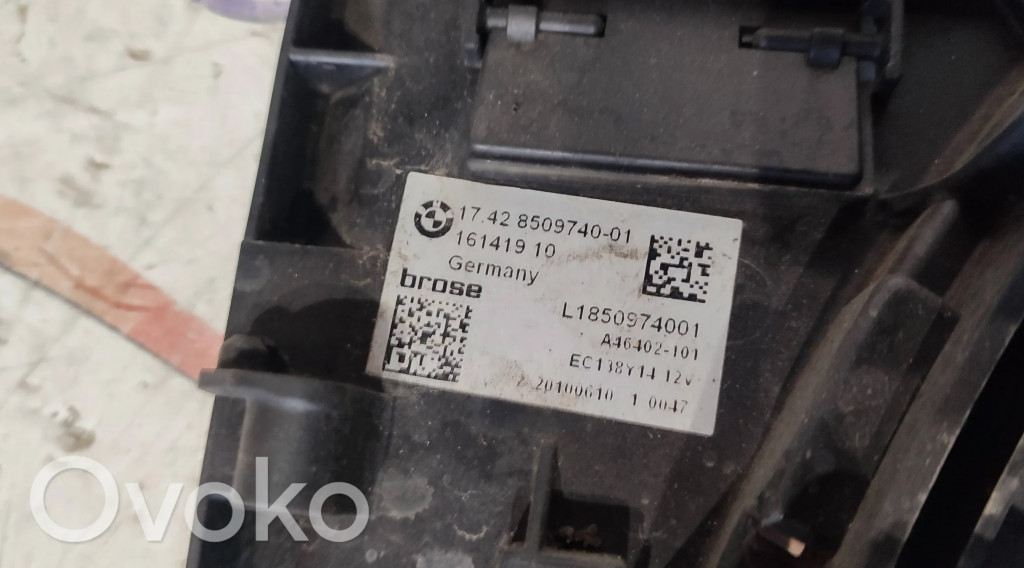 17.42 8509740-01
161419 10
Germany
brose
L1850974001
A46402-101
EC138Y14 12V
20100610 1 0047
Ovoko